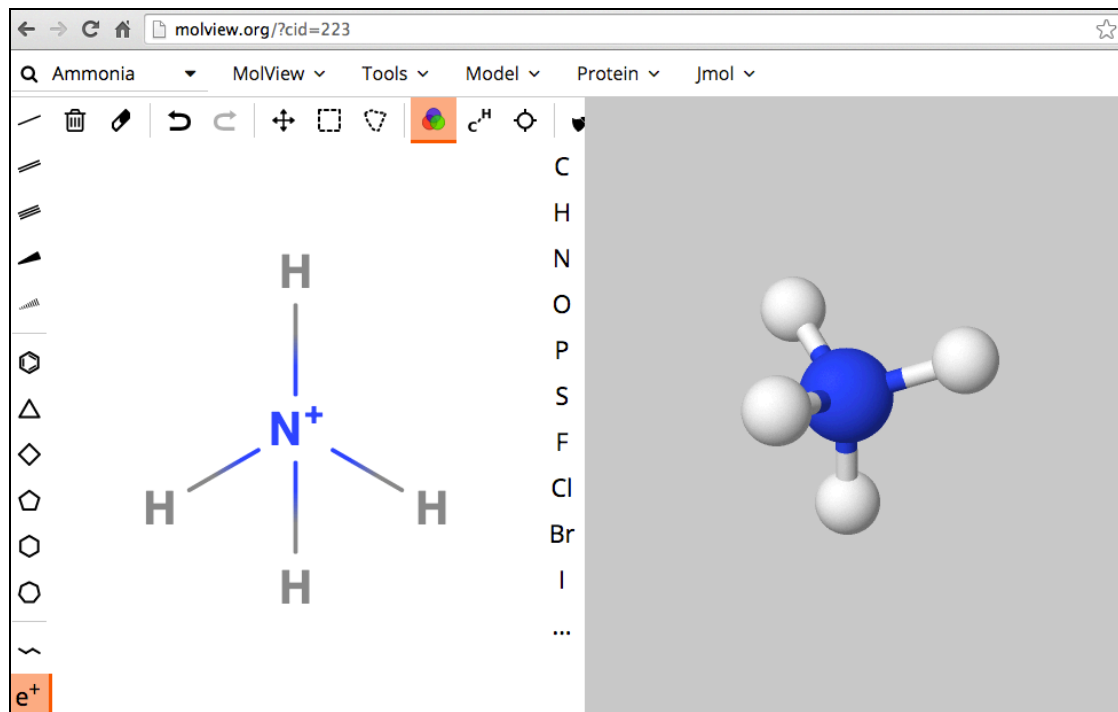 molview.org/?cid=223
Ammonia MolView Tools Model Protein Jmol
C H
C
H
N
O
P
S
F
Cl
Br
I
...
H
N+
H H
H
e+